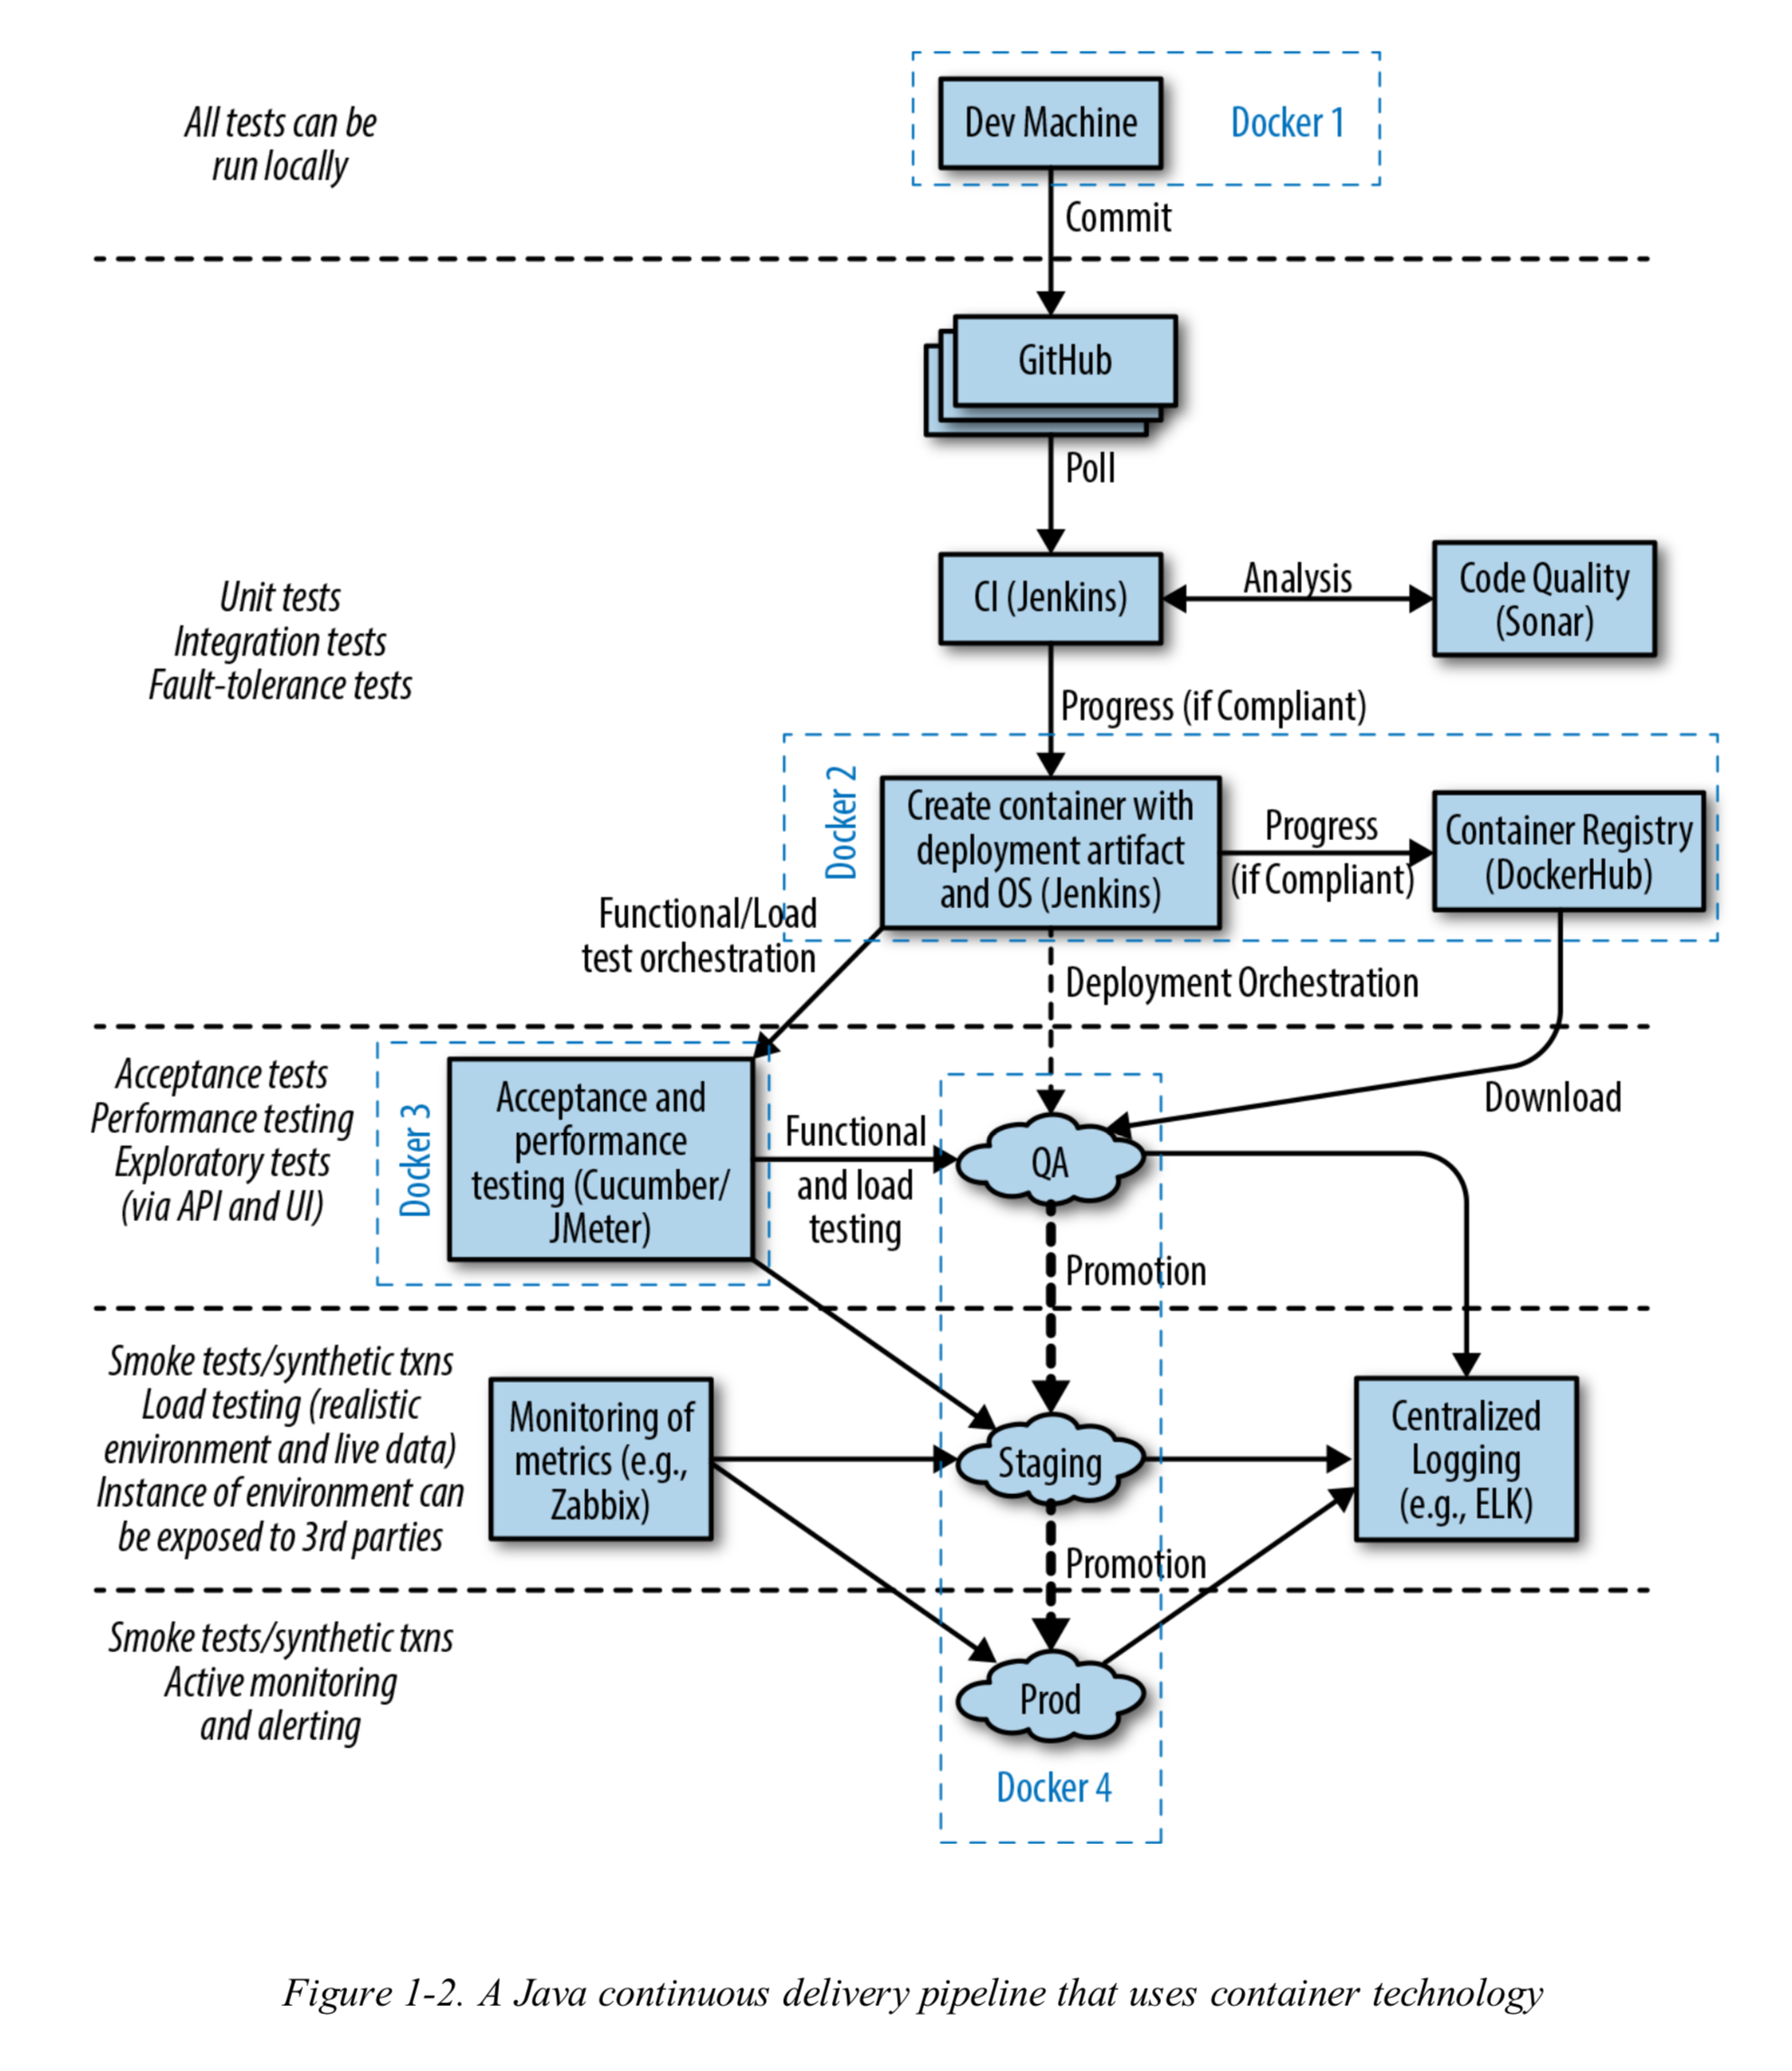 All tests can be
run locally
Dev Machine
Docker 1
Commit
GitHub
Poll
Unit tests
Integration tests
Fault-tolerance tests
CI (Jenkins)
Analysis
Code Quality
(Sonar)
Progress (if Compliant)
Docker 2
Create container with
deployment artifact
and OS (Jenkins)
Progress
(if Compliant)
Container Registry
(DockerHub)
Functional/Load
test orchestration
Deployment Orchestration
Acceptance tests
Performance testing
Exploratory tests
(via API and UI)
Docker 3
Acceptance and
performance
testing (Cucumber/
JMeter)
Functional
and load
testing
QA
Download
Promotion
Smoke tests/synthetic txns
Load testing (realistic
environment and live data)
Instance of environment can
be exposed to 3rd parties
Monitoring of
metrics (e.g.,
Zabbix)
Staging
Centralized
Logging
(e.g., ELK)
Promotion
Smoke tests/synthetic txns
Active monitoring
and alerting
Prod
Docker 4
Figure 1-2. A Java continuous delivery pipeline that uses container technology